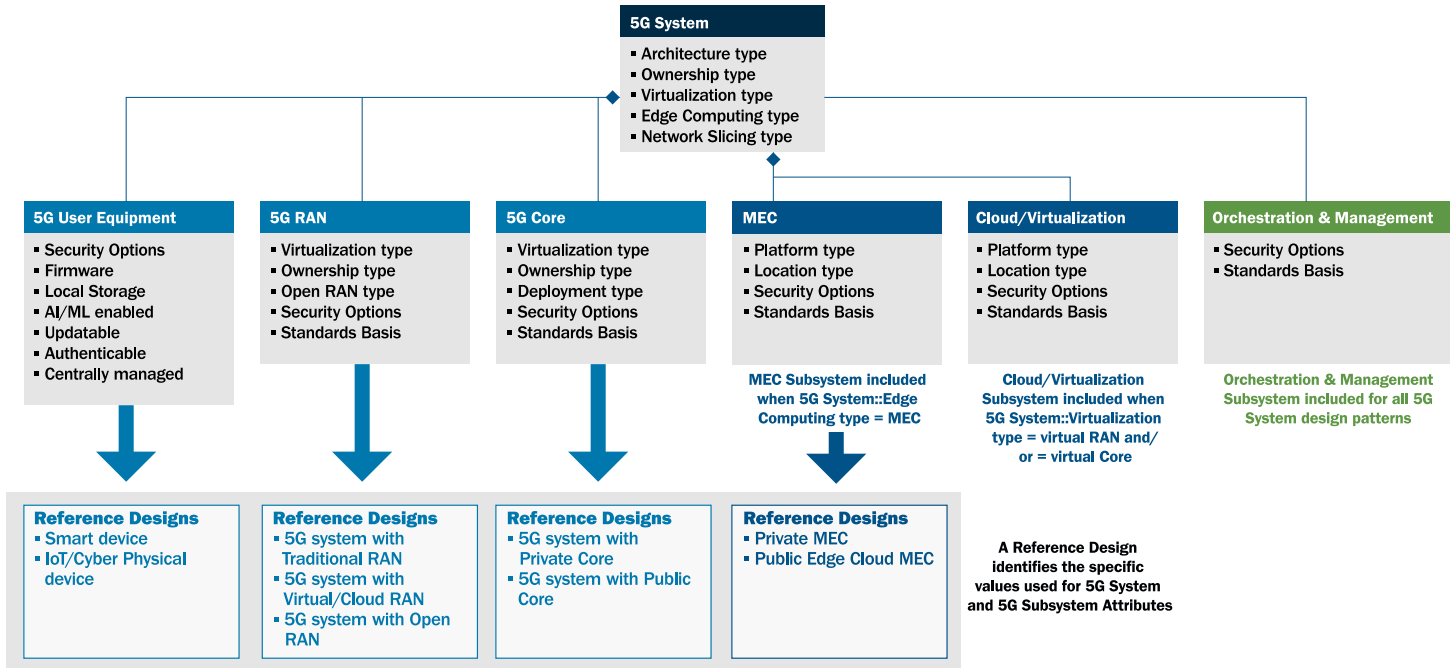 5G System
▪ Architecture type
▪ Ownership type
▪ Virtualization type
▪ Edge Computing type
▪ Network Slicing type
5G User Equipment
▪ Security Options
▪ Firmware
▪ Local Storage
▪ AI/ML enabled
▪ Updatable
▪ Authenticable
▪ Centrally managed
5G RAN
▪ Virtualization type
▪ Ownership type
▪ Open RAN type
▪ Security Options
▪ Standards Basis
5G Core
▪ Virtualization type
▪ Ownership type
▪ Deployment type
▪ Security Options
▪ Standards Basis
MEC
▪ Platform type
▪ Location type
▪ Security Options
▪ Standards Basis
MEC Subsystem included
when 5G System::Edge
Computing type = MEC
Cloud/Virtualization
▪ Platform type
▪ Location type
▪ Security Options
▪ Standards Basis
Cloud/Virtualization
Subsystem included when
5G System::Virtualization
type = virtual RAN and/
or = virtual Core
Orchestration & Management
▪ Security Options
▪ Standards Basis
Orchestration & Management
Subsystem included for all 5G
System design patterns
Reference Designs
▪ Smart device
▪ IoT/Cyber Physical
device
Reference Designs
▪ 5G system with
Traditional RAN
▪ 5G system with
Virtual/Cloud RAN
▪ 5G system with Open
RAN
Reference Designs
▪ 5G system with
Private Core
▪ 5G system with Public
Core
Reference Designs
▪ Private MEC
▪ Public Edge Cloud MEC
A Reference Design
identifies the specific
values used for 5G System
and 5G Subsystem Attributes